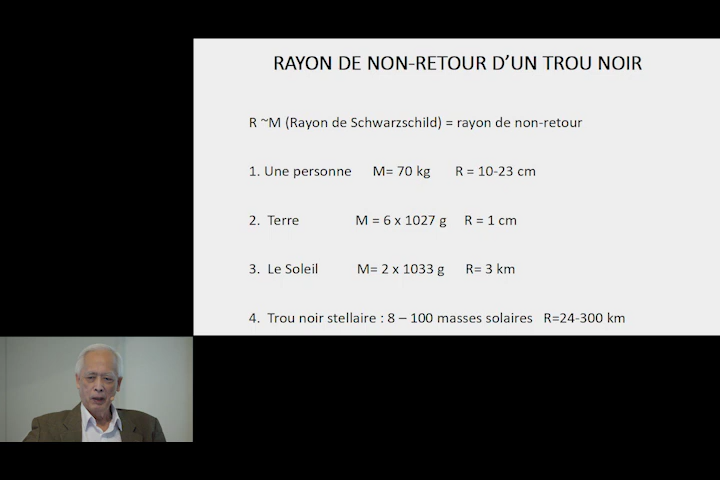 RAYON DE NON-RETOUR D'UN TROU NOIR
R ~M (Rayon de Schwarzschild) = rayon de non-retour
1. Une personne M= 70 kg R = 10-23 cm
2. Terre M = 6 x 1027 g R = 1 cm
3. Le Soleil M= 2 x 1033 g R= 3 km
4. Trou noir stellaire : 8 – 100 masses solaires R=24-300 km